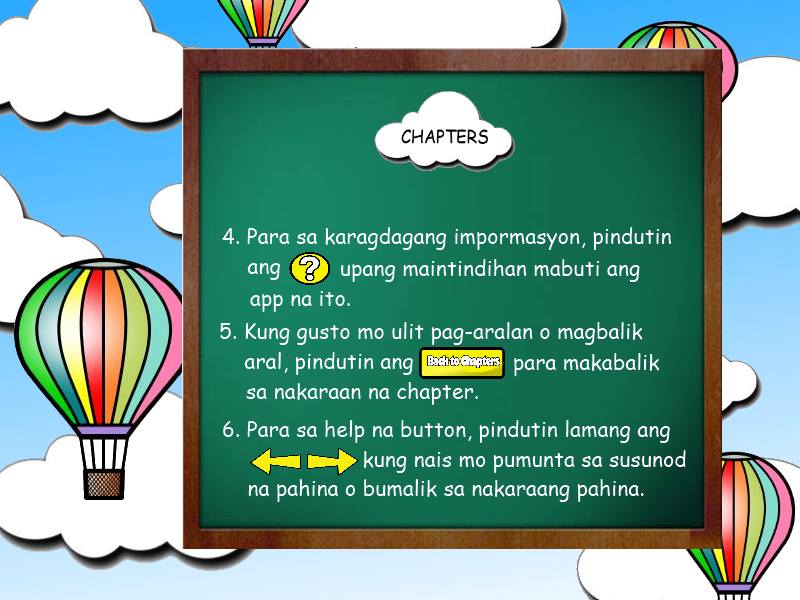 CHAPTERS
4. Para sa karagdagang impormasyon, pindutin
ang ? upang maintindihan mabuti ang
app na ito.
5. Kung gusto mo ulit pag-aralan o magbalik
aral, pindutin ang Back to Chapters para makabalik
sa nakaraan na chapter.
6. Para sa help na button, pindutin lamang ang
kung nais mo pumunta sa susunod
na pahina o bumalik sa nakaraang pahina.